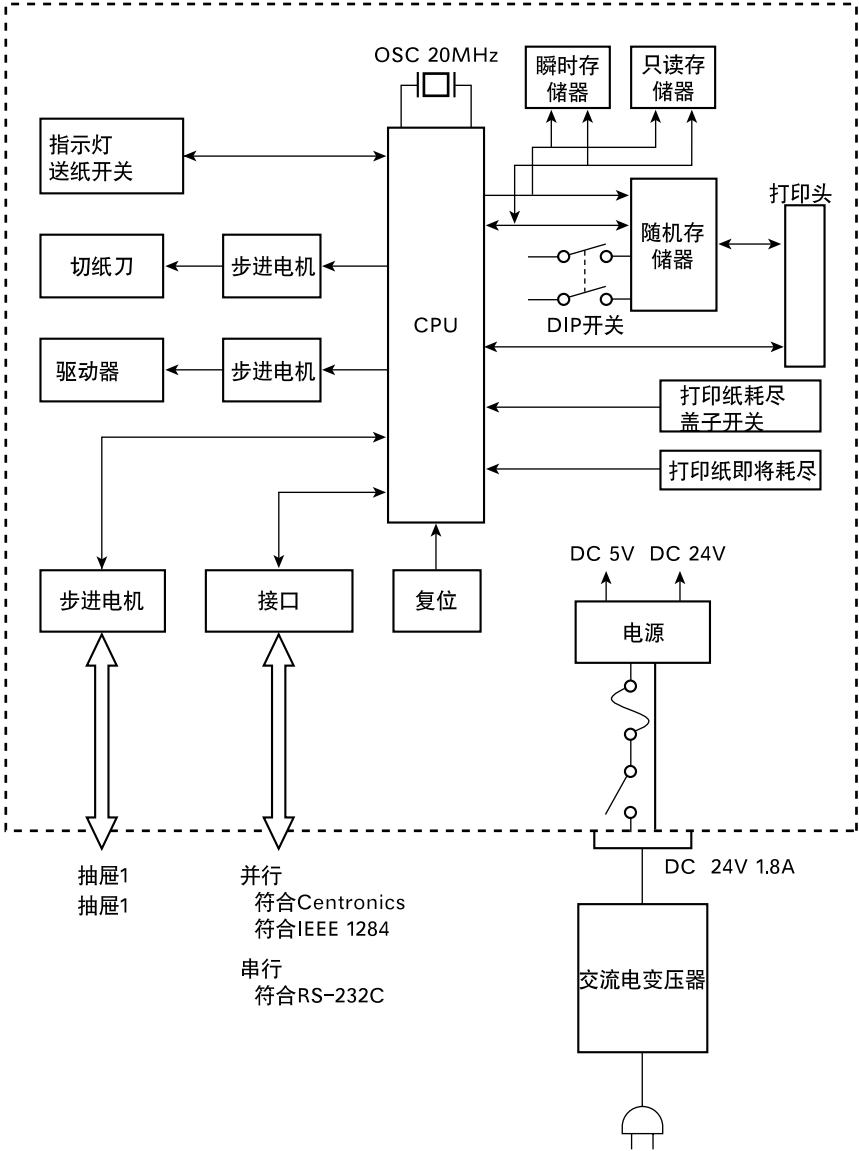 OSC 20MHz
瞬时存
储器
只读存
储器
指示灯
送纸开关
打印头
随机存
储器
切纸刀
步进电机
CPU
DIP开关
驱动器
步进电机
打印纸耗尽
盖子开关
打印纸即将耗尽
DC 5V DC 24V
步进电机
接口
复位
电源
DC 24V 1.8A
抽屉1
抽屉1
并行
符合Centronics
符合IEEE 1284
串行
符合RS-232C
交流电变压器